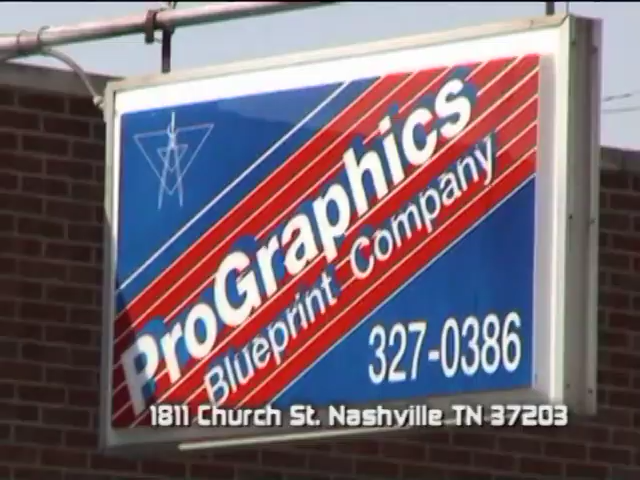 ProGraphics
Blueprint Company
327-0386
1811 Church St. Nashville TN 37203